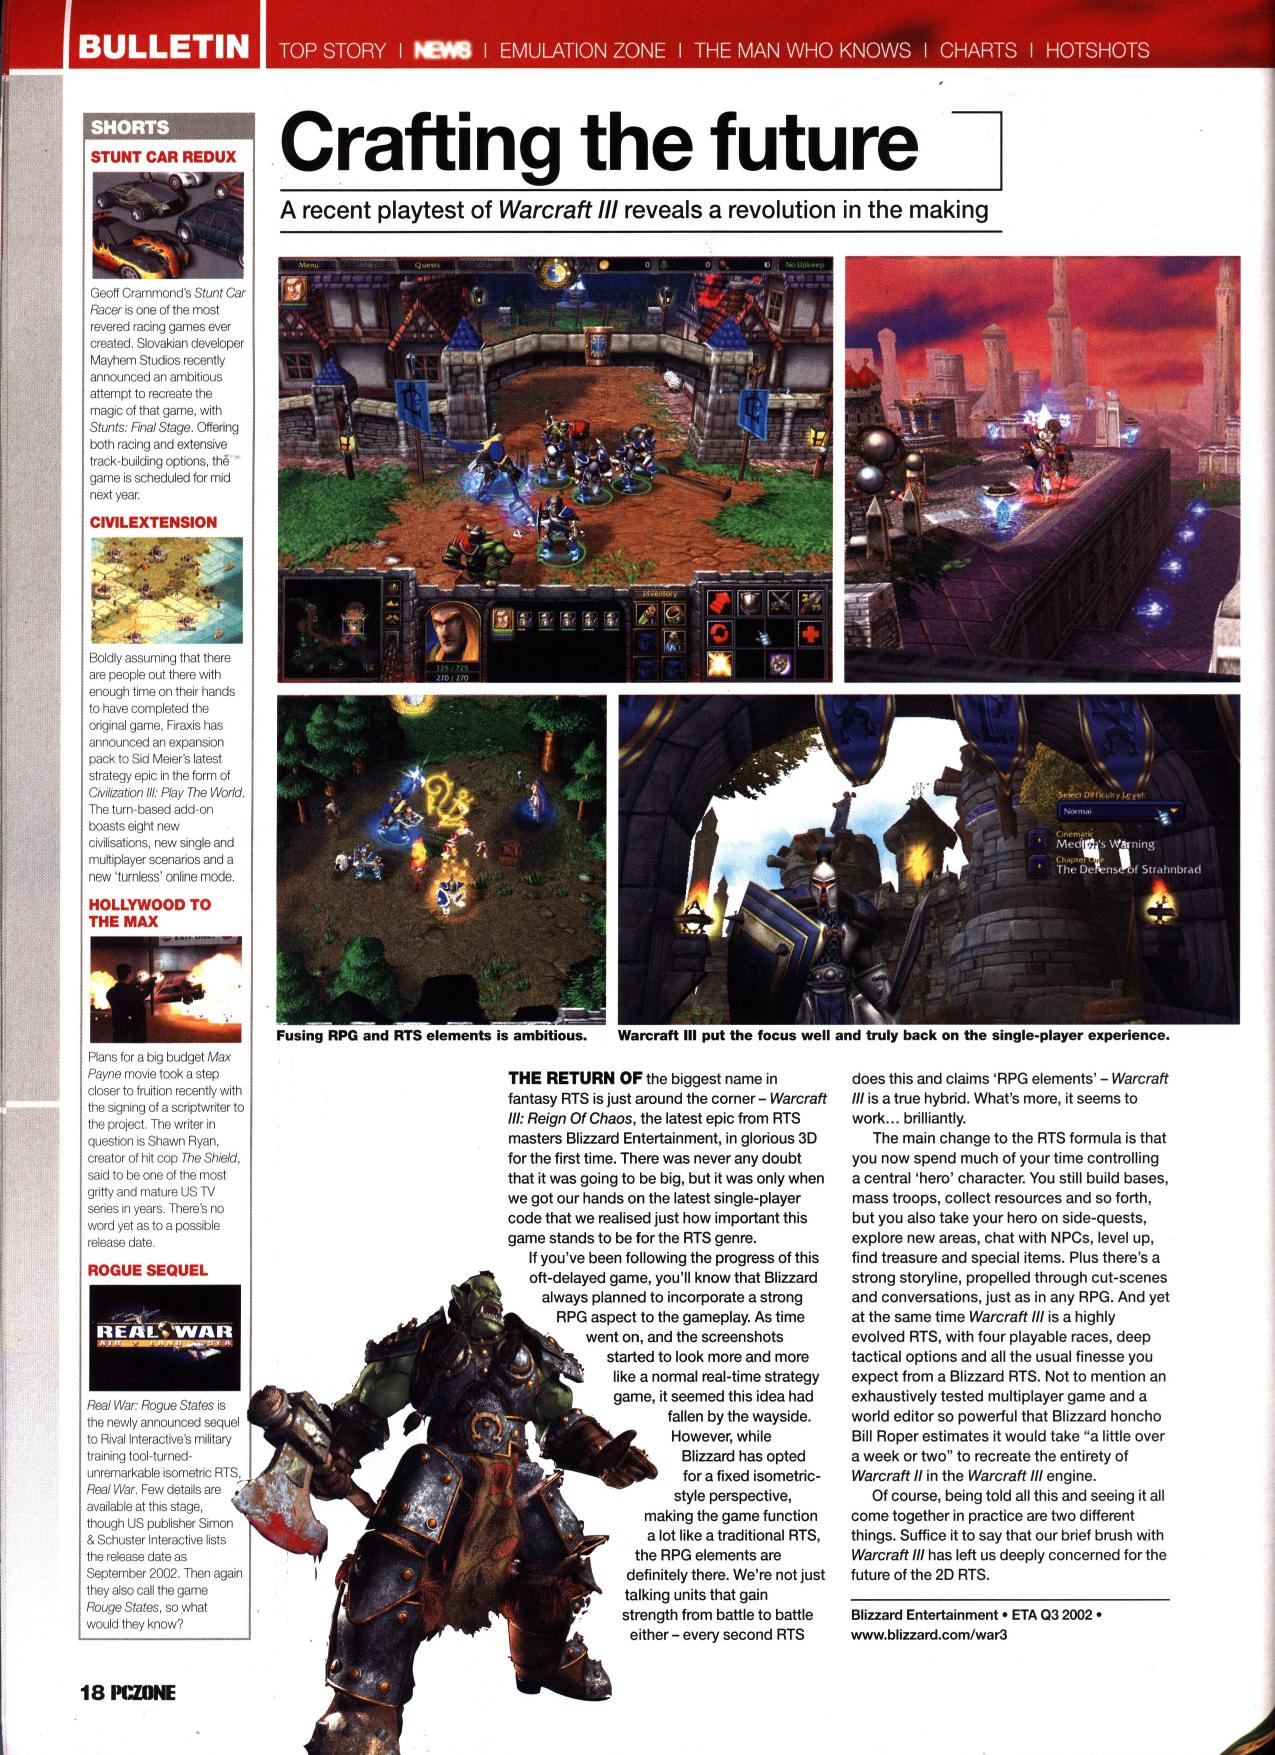 BULLETIN
TOP STORY | NEWS | EMULATION ZONE | THE MAN WHO KNOWS | CHARTS | HOTSHOTS
SHORTS
STUNT CAR REDUX
Geoff Crammond's Stunt Car
Racer is one of the most
revered racing games ever
created. Slovakian developer
Mayhem Studios recently
announced an ambitious
attempt to recreate the
magic of that game, with
Stunts: Final Stage. Offering
both racing and extensive
track-building options, the
game is scheduled for mid
next year.
CIVILEXTENSION
Boldly assuming that there
are people out there with
enough time on their hands
to have completed the
original game, Firaxis has
announced an expansion
pack to Sid Meier's latest
strategy epic in the form of
Civilization III: Play The World.
The turn-based add-on
boasts eight new
civilisations, new single and
multiplayer scenarios and a
new 'turnless' online mode.
HOLLYWOOD TO
THE MAX
Plans for a big budget Max
Payne movie took a step
closer to fruition recently with
the signing of a scriptwriter to
the project. The writer in
question is Shawn Ryan,
creator of hit cop The Shield,
said to be one of the most
gritty and mature US TV
series in years. There's no
word yet as to a possible
release date.
ROGUE SEQUEL
REAL WAR
AIR LAND SEA
Real War: Rogue States is
the newly announced sequel
to Rival Interactive's military
training tool-turned-
unremarkable isometric RTS,
Real War. Few details are
available at this stage,
though US publisher Simon
& Schuster Interactive lists
the release date as
September 2002. Then again
they also call the game
Rouge States, so what
would they know?
Crafting the future
A recent playtest of Warcraft III reveals a revolution in the making
Menu
Quests
0
0
10
No Upkeep
Inventory
725 / 725
270 / 270
Select Difficulty Level:
Normal
Cinematic
Medivh's Warning
Chapter One
The Defense of Strahnbrad
Fusing RPG and RTS elements is ambitious.
Warcraft III put the focus well and truly back on the single-player experience.
THE RETURN OF the biggest name in
fantasy RTS is just around the corner – Warcraft
III: Reign Of Chaos, the latest epic from RTS
masters Blizzard Entertainment, in glorious 3D
for the first time. There was never any doubt
that it was going to be big, but it was only when
we got our hands on the latest single-player
code that we realised just how important this
game stands to be for the RTS genre.
If you've been following the progress of this
oft-delayed game, you'll know that Blizzard
always planned to incorporate a strong
RPG aspect to the gameplay. As time
went on, and the screenshots
started to look more and more
like a normal real-time strategy
game, it seemed this idea had
fallen by the wayside.
However, while
Blizzard has opted
for a fixed isometric-
style perspective,
making the game function
a lot like a traditional RTS,
the RPG elements are
definitely there. We're not just
talking units that gain
strength from battle to battle
either – every second RTS
does this and claims 'RPG elements' – Warcraft
III is a true hybrid. What's more, it seems to
work... brilliantly.
The main change to the RTS formula is that
you now spend much of your time controlling
a central 'hero' character. You still build bases,
mass troops, collect resources and so forth,
but you also take your hero on side-quests,
explore new areas, chat with NPCs, level up,
find treasure and special items. Plus there's a
strong storyline, propelled through cut-scenes
and conversations, just as in any RPG. And yet
at the same time Warcraft III is a highly
evolved RTS, with four playable races, deep
tactical options and all the usual finesse you
expect from a Blizzard RTS. Not to mention an
exhaustively tested multiplayer game and a
world editor so powerful that Blizzard honcho
Bill Roper estimates it would take "a little over
a week or two" to recreate the entirety of
Warcraft II in the Warcraft III engine.
Of course, being told all this and seeing it all
come together in practice are two different
things. Suffice it to say that our brief brush with
Warcraft III has left us deeply concerned for the
future of the 2D RTS.
Blizzard Entertainment • ETA Q3 2002 •
www.blizzard.com/war3
18 PCZONE